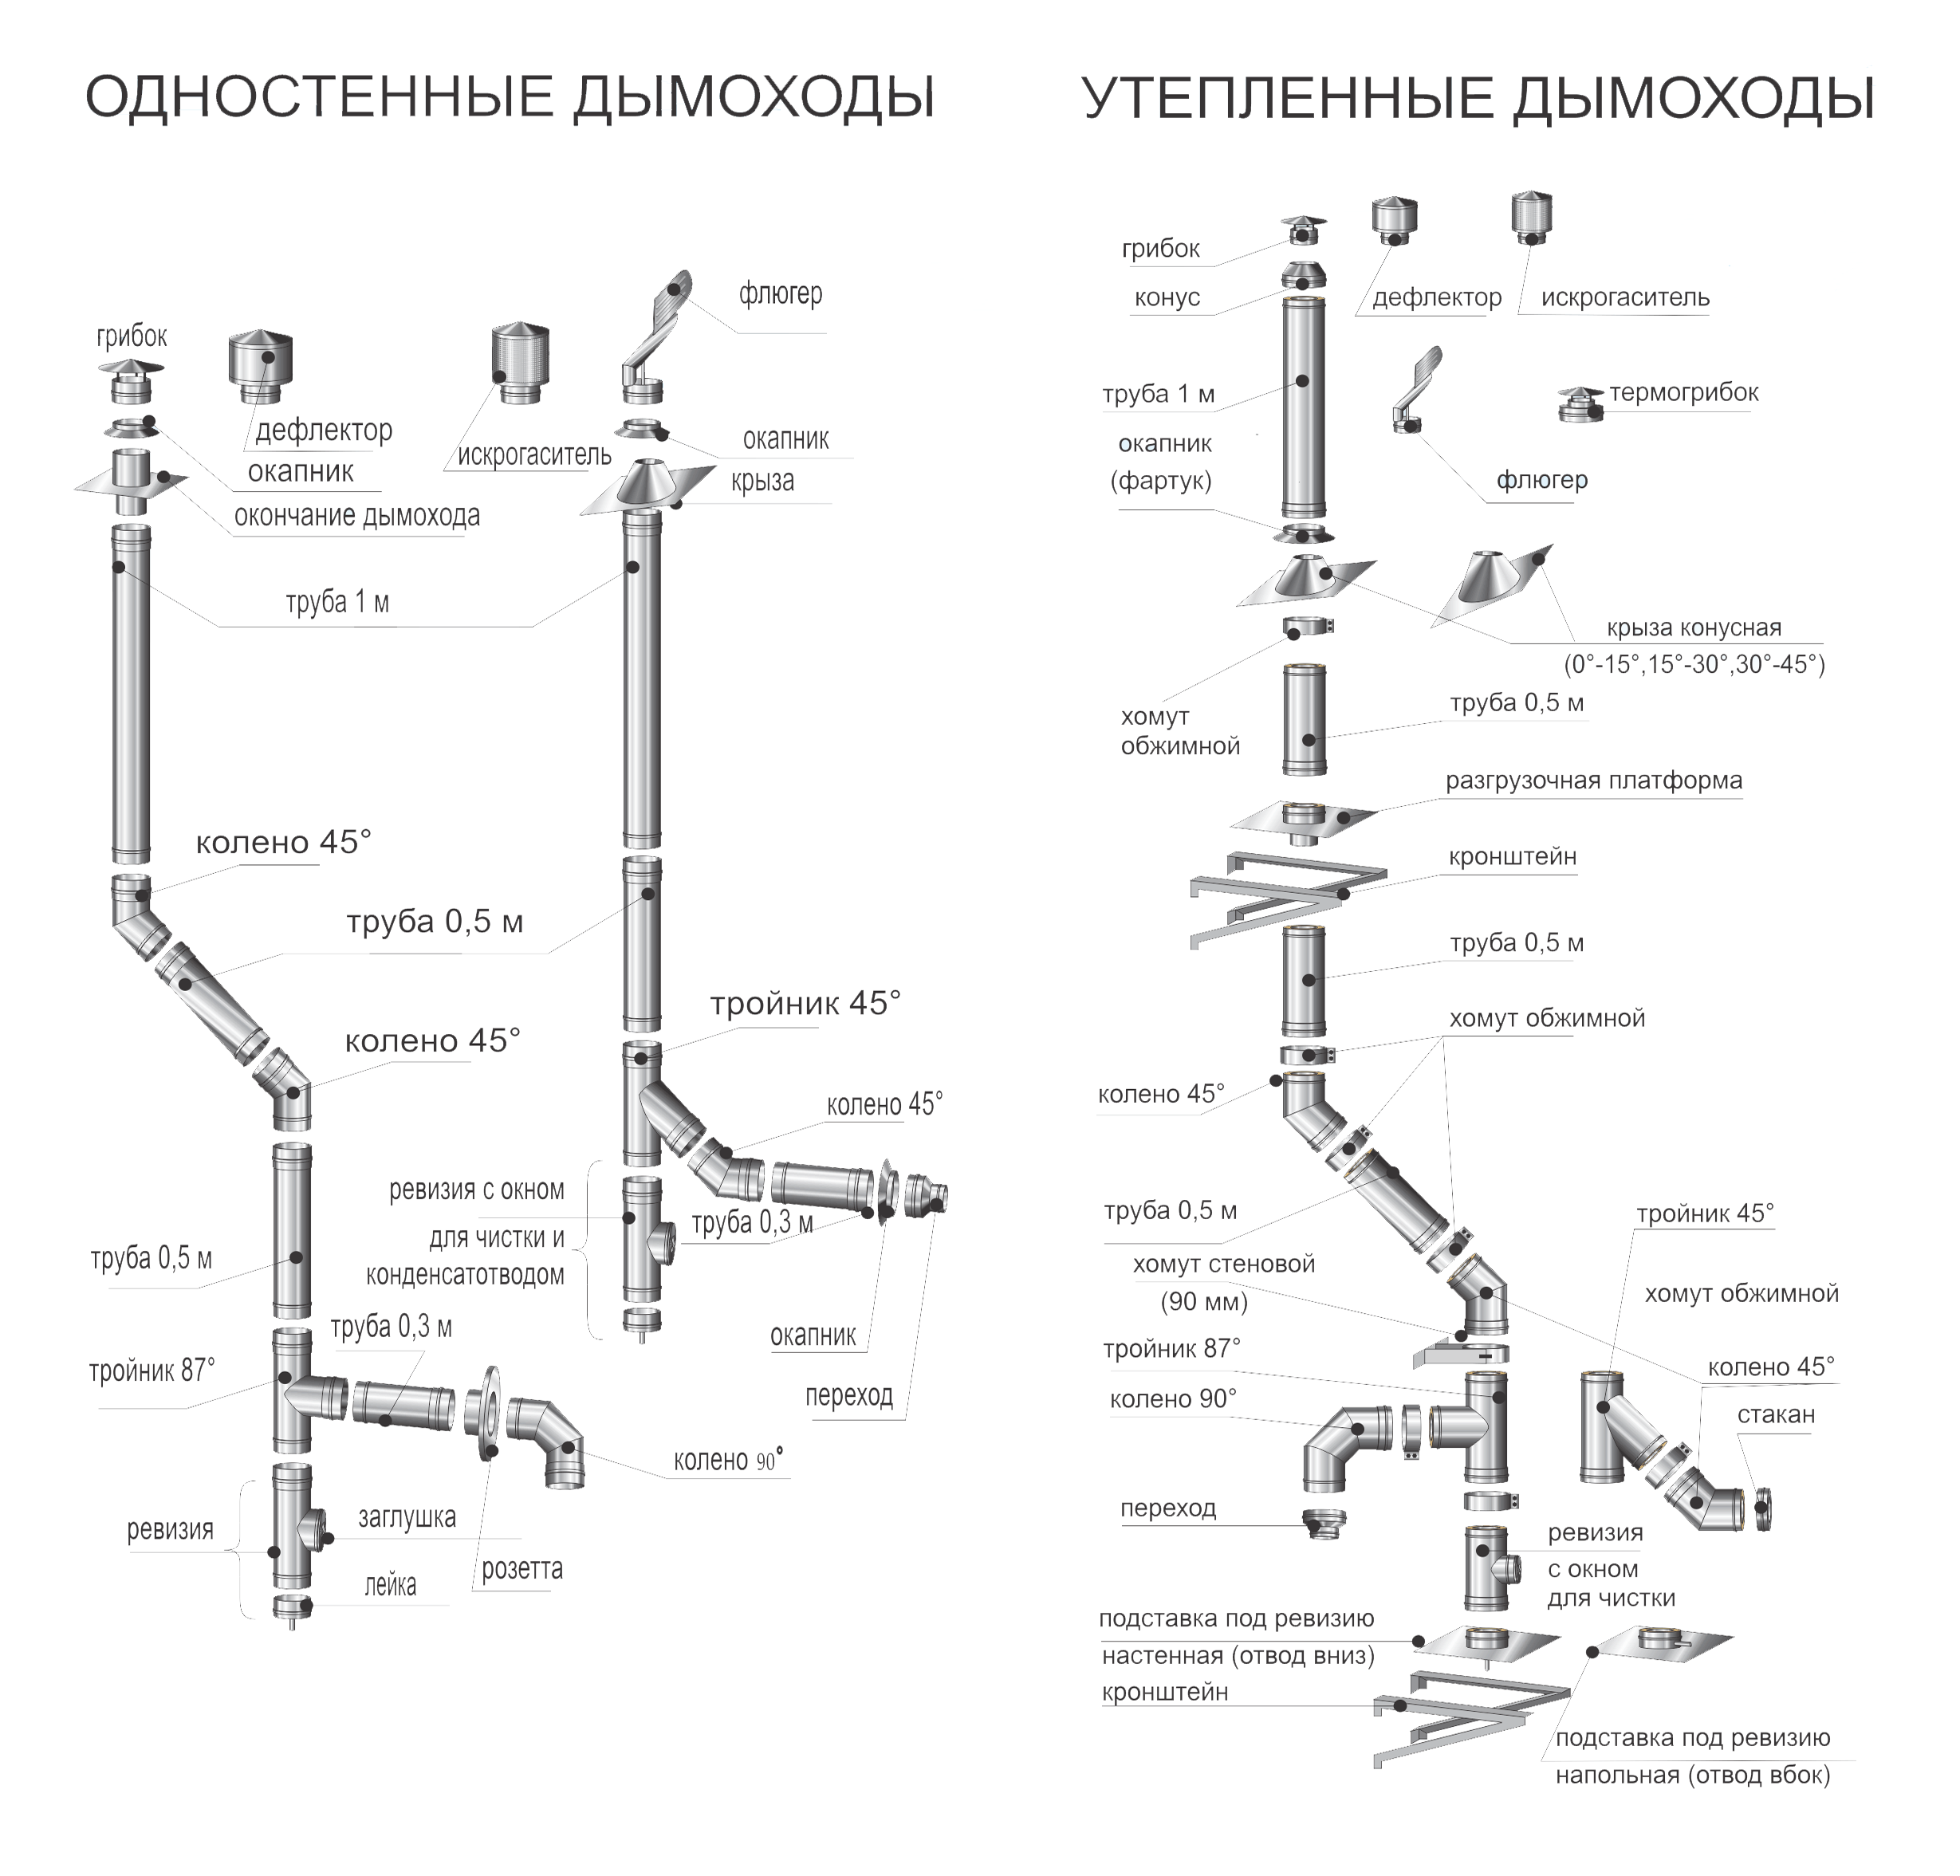 ОДНОСТЕННЫЕ ДЫМОХОДЫ
грибок
дефлектор
искрогаситель
флюгер
окапник
окапник
крыза
окончание дымохода
труба 1 м
колено 45°
труба 0,5 м
колено 45°
тройник 45°
колено 45°
ревизия с окном
для чистки и
конденсатотводом
труба 0,3 м
окапник
переход
труба 0,5 м
труба 0,3 м
тройник 87°
колено 90°
заглушка
ревизия
розетта
лейка
УТЕПЛЕННЫЕ ДЫМОХОДЫ
грибок
конус
дефлектор
искрогаситель
труба 1 м
термогрибок
окапник
(фартук)
флюгер
крыза конусная
(0°-15°,15°-30°,30°-45°)
хомут
обжимной
труба 0,5 м
разгрузочная платформа
кронштейн
труба 0,5 м
хомут обжимной
колено 45°
труба 0,5 м
тройник 45°
хомут стеновой
(90 мм)
хомут обжимной
тройник 87°
колено 45°
колено 90°
стакан
переход
ревизия
с окном
для чистки
подставка под ревизию
настенная (отвод вниз)
кронштейн
подставка под ревизию
напольная (отвод вбок)